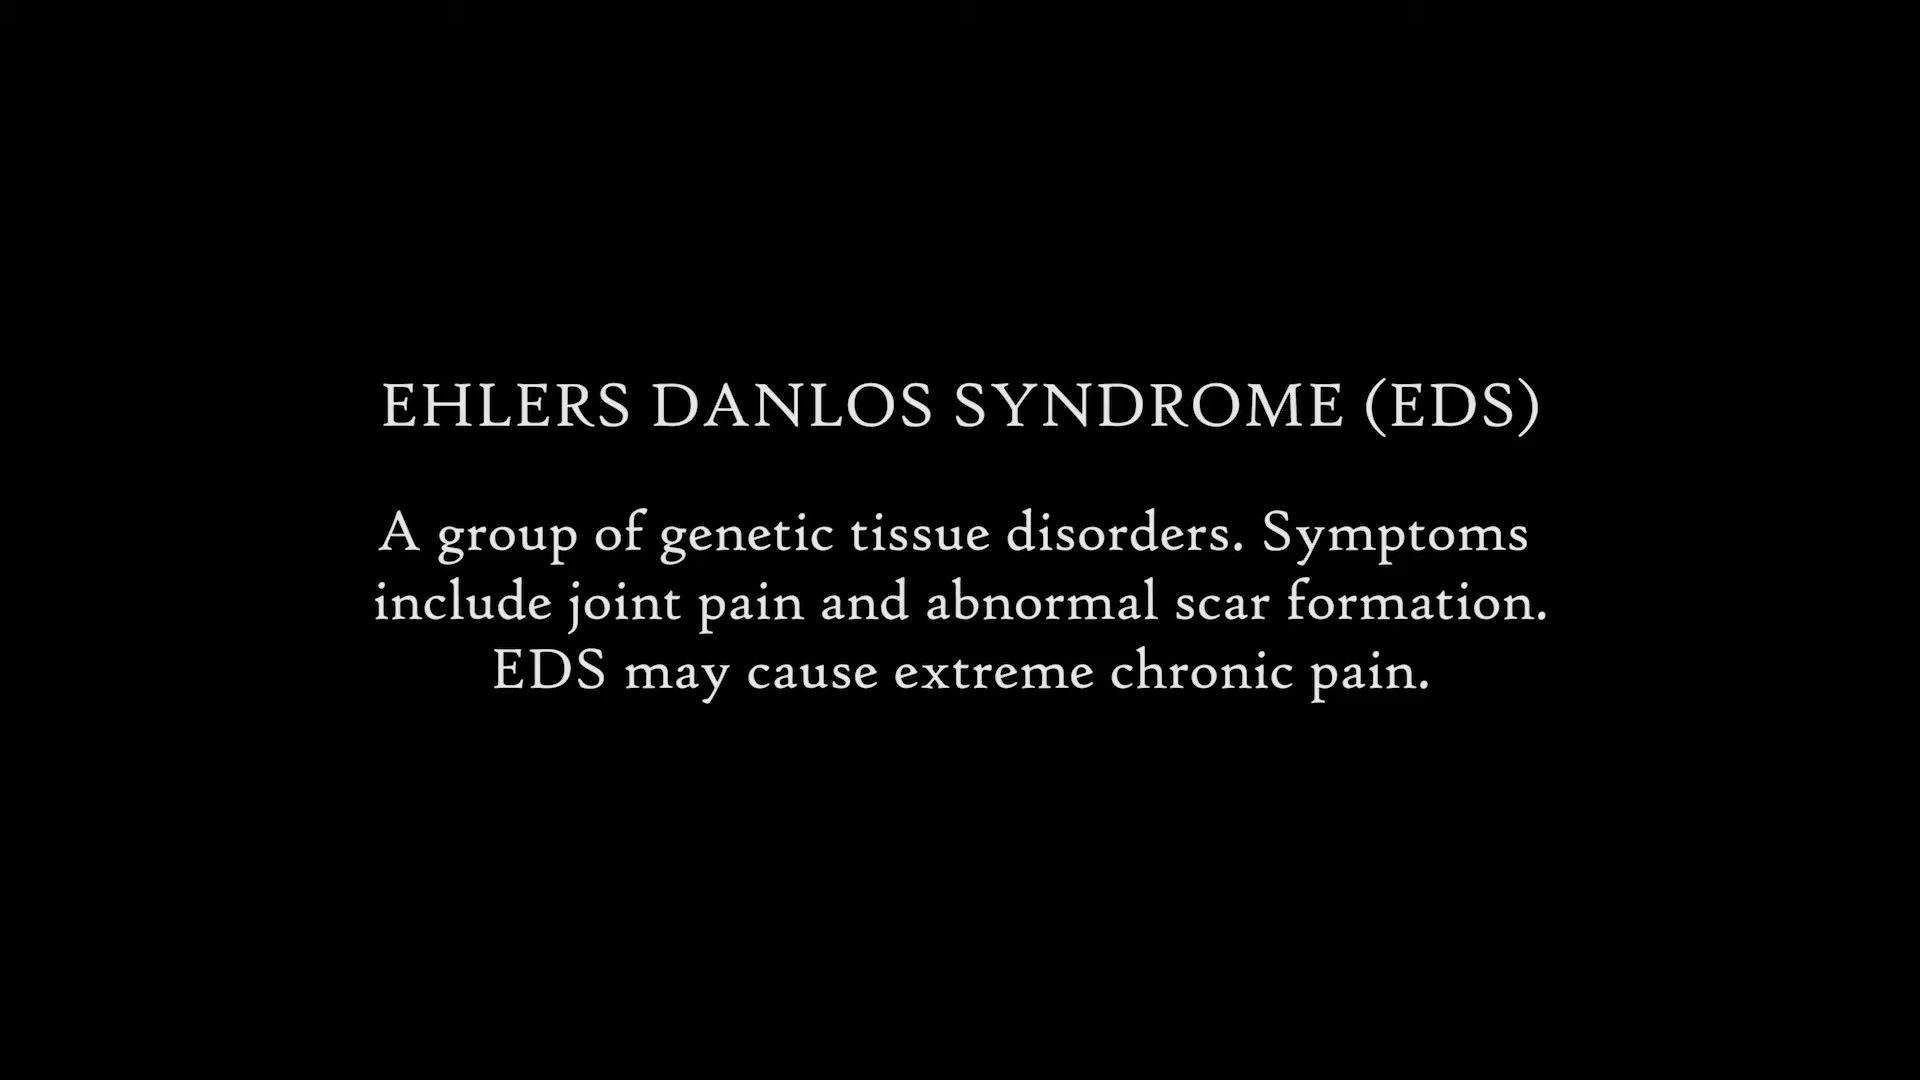 EHLERS DANLOS SYNDROME (EDS)
A group of genetic tissue disorders. Symptoms
include joint pain and abnormal scar formation.
EDS may cause extreme chronic pain.